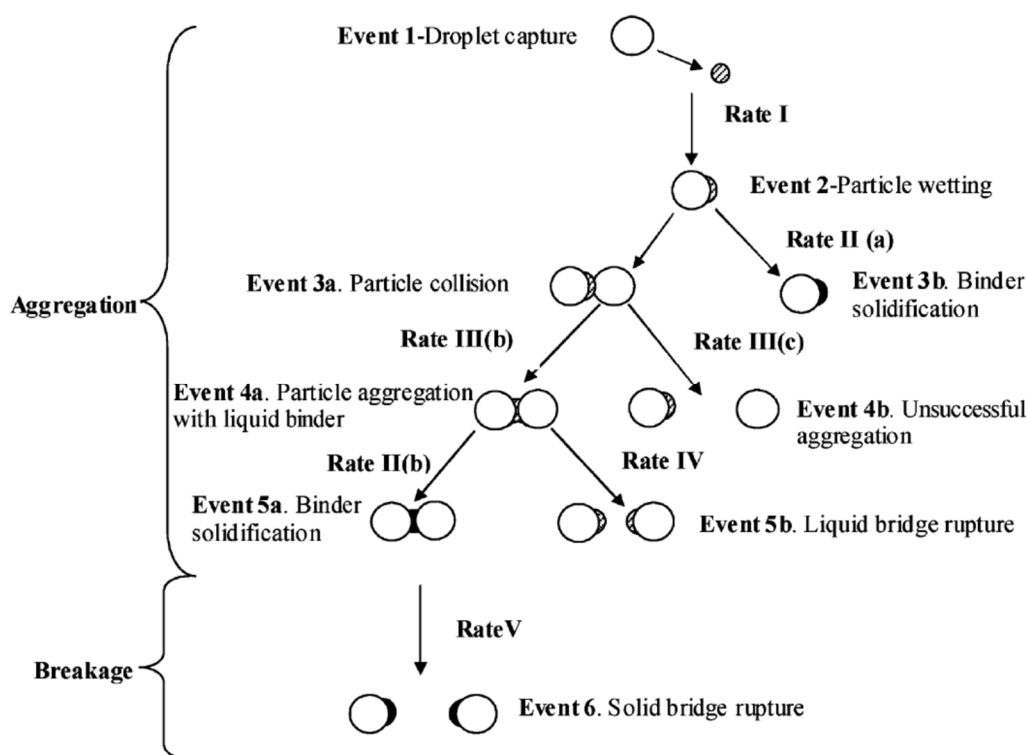 Event 1-Droplet capture
Rate I
Event 2-Particle wetting
Rate II (a)
Event 3a. Particle collision
Event 3b. Binder
solidification
Aggregation
Rate III(b)
Rate III(c)
Event 4a. Particle aggregation
with liquid binder
Event 4b. Unsuccessful
aggregation
Rate II(b)
Rate IV
Event 5a. Binder
solidification
Event 5b. Liquid bridge rupture
RateV
Breakage
Event 6. Solid bridge rupture